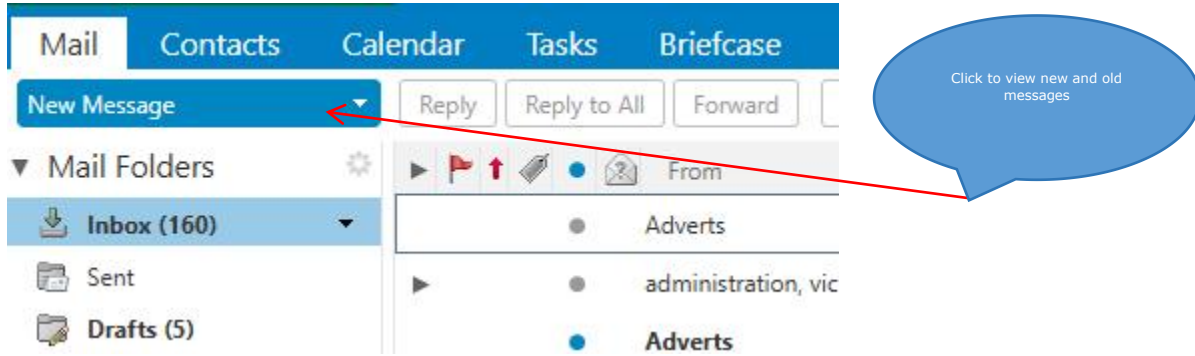 Mail Contacts Calendar Tasks Briefcase
Click to view new and old
messages
New Message Reply Reply to All Forward
Mail Folders From
Inbox (160) Adverts
Sent administration, vic
Drafts (5) Adverts